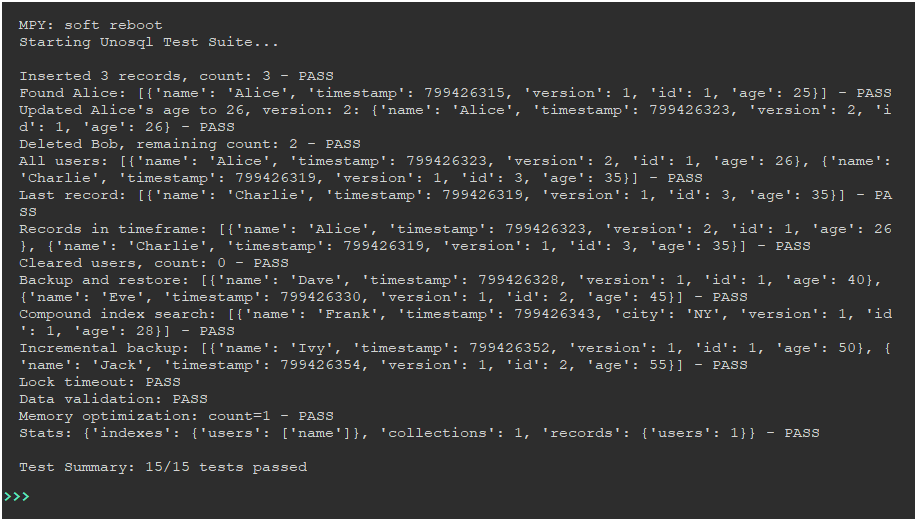 MPY: soft reboot
Starting Unosql Test Suite...
Inserted 3 records, count: 3 - PASS
Found Alice: [{'name': 'Alice', 'timestamp': 799426315, 'version': 1, 'id': 1, 'age': 25}] - PASS
Updated Alice's age to 26, version: 2: {'name': 'Alice', 'timestamp': 799426323, 'version': 2, 'i
d': 1, 'age': 26} - PASS
Deleted Bob, remaining count: 2 - PASS
All users: [{'name': 'Alice', 'timestamp': 799426323, 'version': 2, 'id': 1, 'age': 26}, {'name':
'Charlie', 'timestamp': 799426319, 'version': 1, 'id': 3, 'age': 35}] - PASS
Last record: [{'name': 'Charlie', 'timestamp': 799426319, 'version': 1, 'id': 3, 'age': 35}] - PA
SS
Records in timeframe: [{'name': 'Alice', 'timestamp': 799426323, 'version': 2, 'id': 1, 'age': 26
}, {'name': 'Charlie', 'timestamp': 799426319, 'version': 1, 'id': 3, 'age': 35}] - PASS
Cleared users, count: 0 - PASS
Backup and restore: [{'name': 'Dave', 'timestamp': 799426328, 'version': 1, 'id': 1, 'age': 40},
{'name': 'Eve', 'timestamp': 799426330, 'version': 1, 'id': 2, 'age': 45}] - PASS
Compound index search: [{'name': 'Frank', 'timestamp': 799426343, 'city': 'NY', 'version': 1, 'id
': 1, 'age': 28}] - PASS
Incremental backup: [{'name': 'Ivy', 'timestamp': 799426352, 'version': 1, 'id': 1, 'age': 50}, {
'name': 'Jack', 'timestamp': 799426354, 'version': 1, 'id': 2, 'age': 55}] - PASS
Lock timeout: PASS
Data validation: PASS
Memory optimization: count=1 - PASS
Stats: {'indexes': {'users': ['name']}, 'collections': 1, 'records': {'users': 1}} - PASS
Test Summary: 15/15 tests passed
>>>